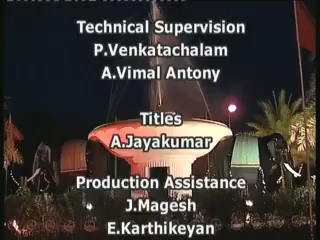 Technical Supervision
P.Venkatachalam
A.Vimal Antony
Titles
A.Jayakumar
Production Assistance
J.Magesh
E.Karthikeyan